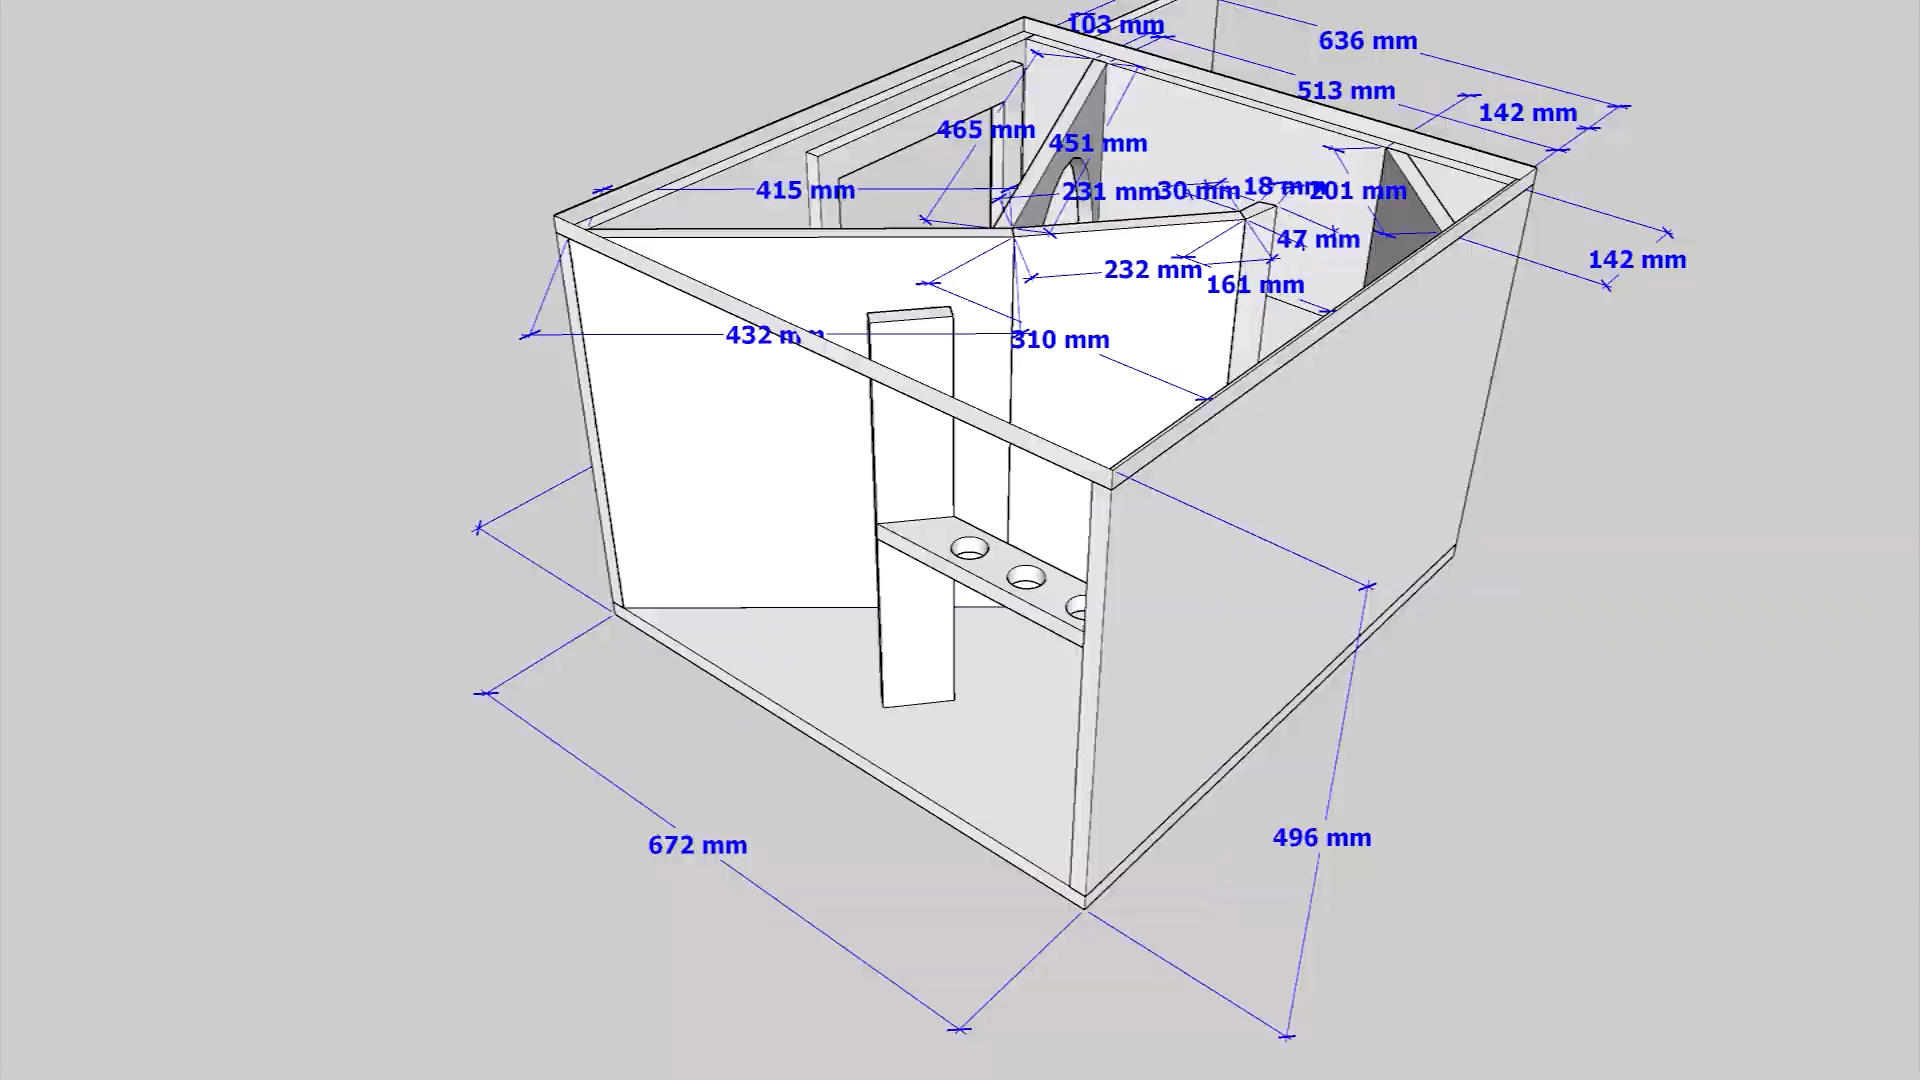 103 mm
636 mm
513 mm
142 mm
465 mm
451 mm
415 mm
231 mm
30 mm
18 mm
201 mm
47 mm
142 mm
232 mm
161 mm
432 m
310 mm
672 mm
496 mm